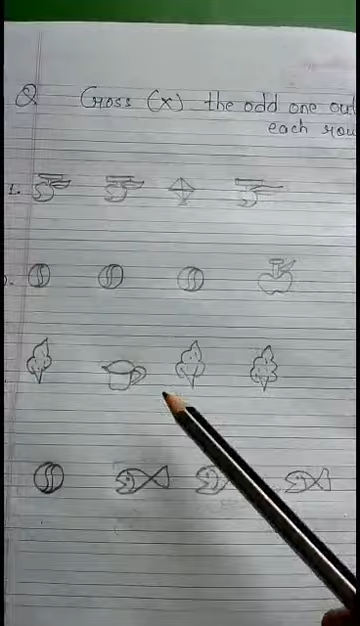 Q Cross (x) the odd one out
each row
1.